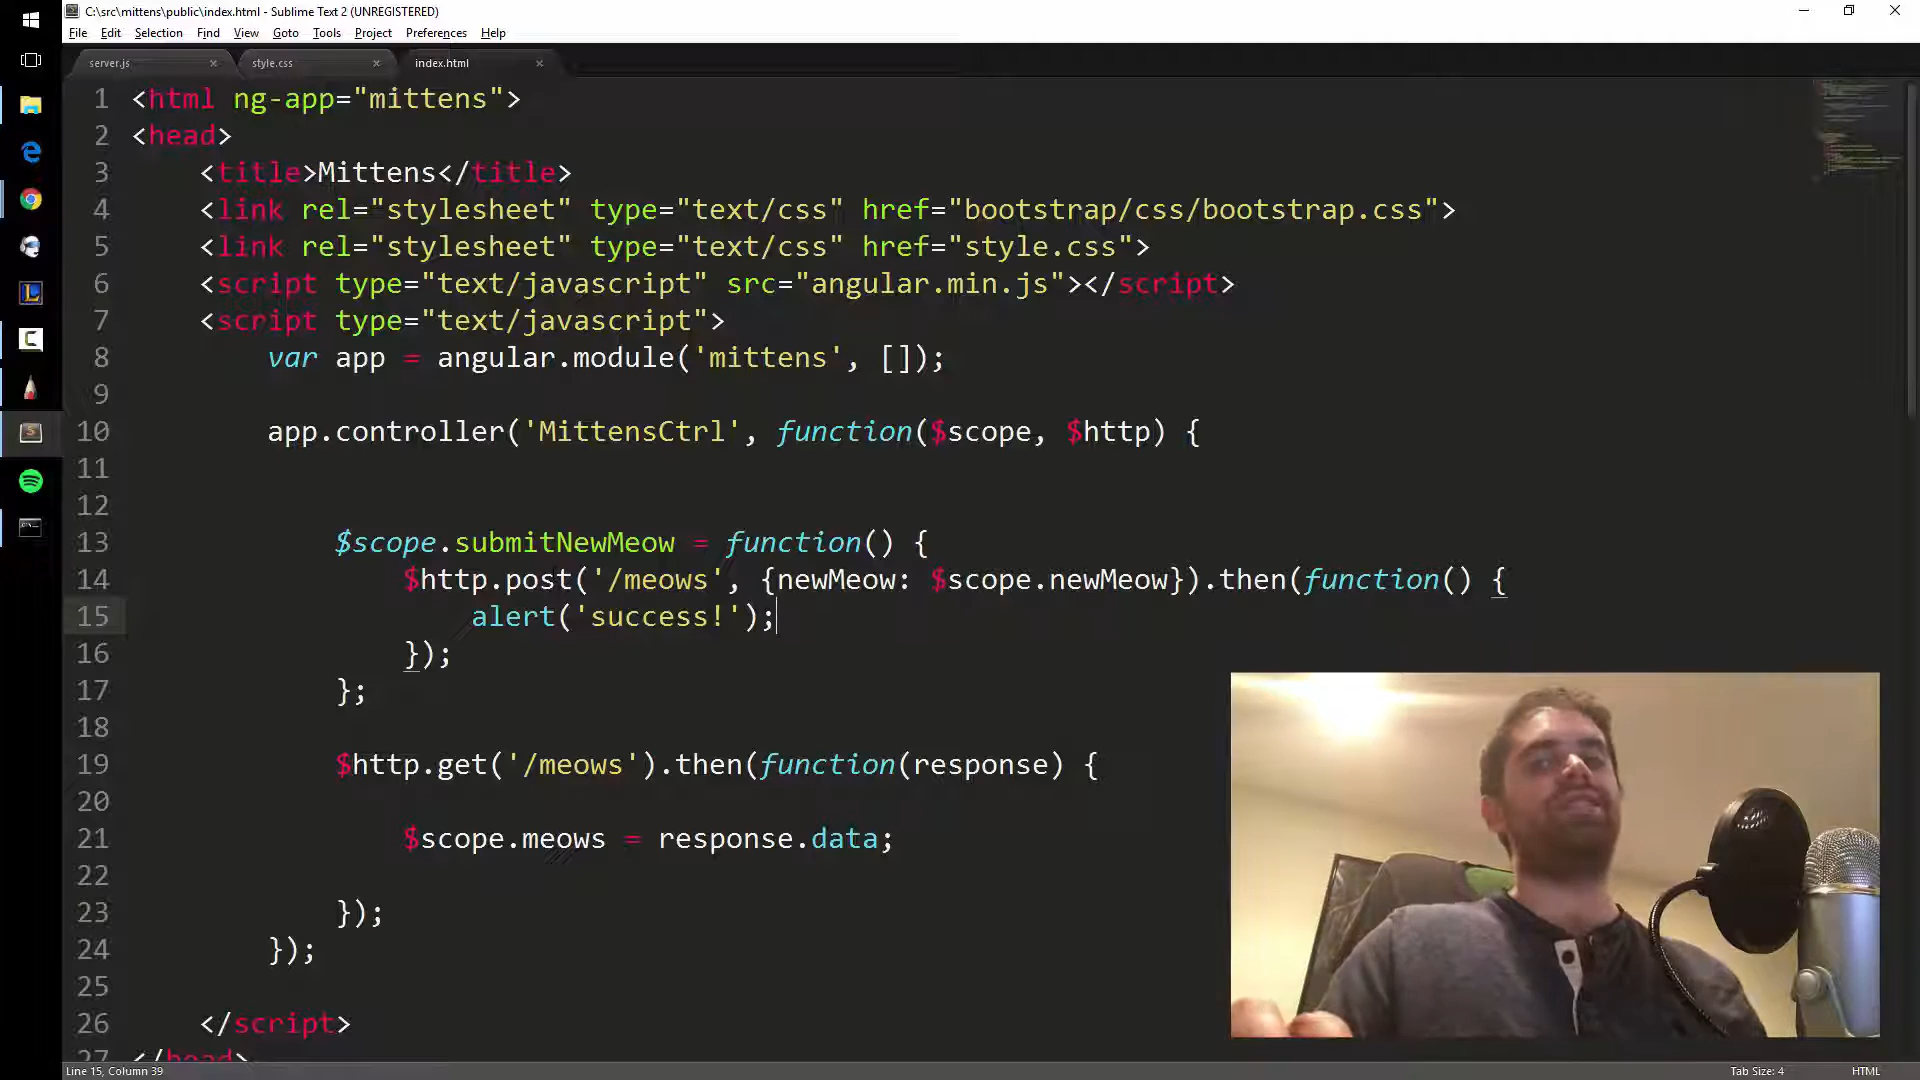 C:\src\mittens\public\index.html - Sublime Text 2 (UNREGISTERED)
File Edit Selection Find View Goto Tools Project Preferences Help
server.js × style.css × index.html ×
1 <html ng-app="mittens">
2 <head>
3 <title>Mittens</title>
4 <link rel="stylesheet" type="text/css" href="bootstrap/css/bootstrap.css">
5 <link rel="stylesheet" type="text/css" href="style.css">
6 <script type="text/javascript" src="angular.min.js"></script>
7 <script type="text/javascript">
8 var app = angular.module('mittens', []);
9
10 app.controller('MittensCtrl', function($scope, $http) {
11
12
13 $scope.submitNewMeow = function() {
14 $http.post('/meows', {newMeow: $scope.newMeow}).then(function() {
15 alert('success!');
16 });
17 };
18
19 $http.get('/meows').then(function(response) {
20
21 $scope.meows = response.data;
22
23 });
24 });
25
26 </script>
27 </head>
Line 15, Column 39 Tab Size: 4 HTML